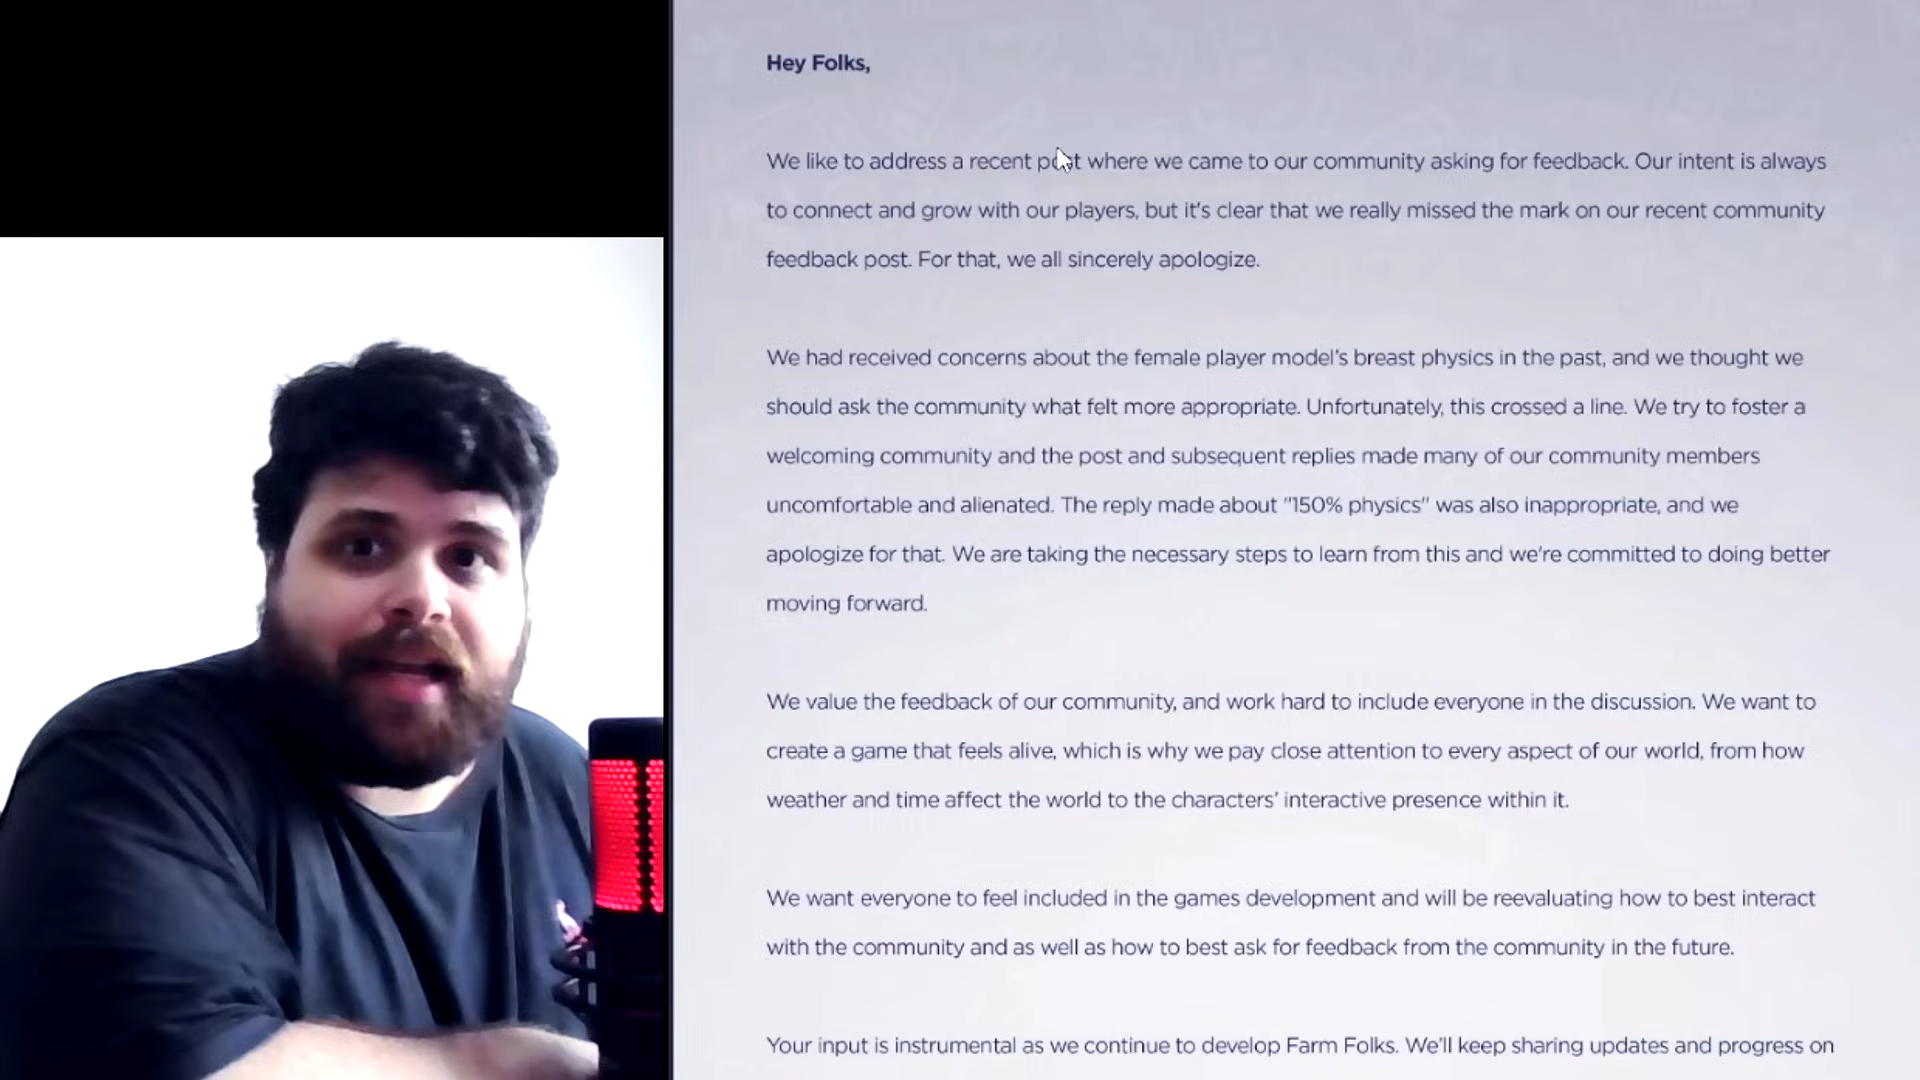 Hey Folks,
We like to address a recent post where we came to our community asking for feedback. Our intent is always
to connect and grow with our players, but it's clear that we really missed the mark on our recent community
feedback post. For that, we all sincerely apologize.
We had received concerns about the female player model's breast physics in the past, and we thought we
should ask the community what felt more appropriate. Unfortunately, this crossed a line. We try to foster a
welcoming community and the post and subsequent replies made many of our community members
uncomfortable and alienated. The reply made about "150% physics" was also inappropriate, and we
apologize for that. We are taking the necessary steps to learn from this and we're committed to doing better
moving forward.
We value the feedback of our community, and work hard to include everyone in the discussion. We want to
create a game that feels alive, which is why we pay close attention to every aspect of our world, from how
weather and time affect the world to the characters' interactive presence within it.
We want everyone to feel included in the games development and will be reevaluating how to best interact
with the community and as well as how to best ask for feedback from the community in the future.
Your input is instrumental as we continue to develop Farm Folks. We'll keep sharing updates and progress on